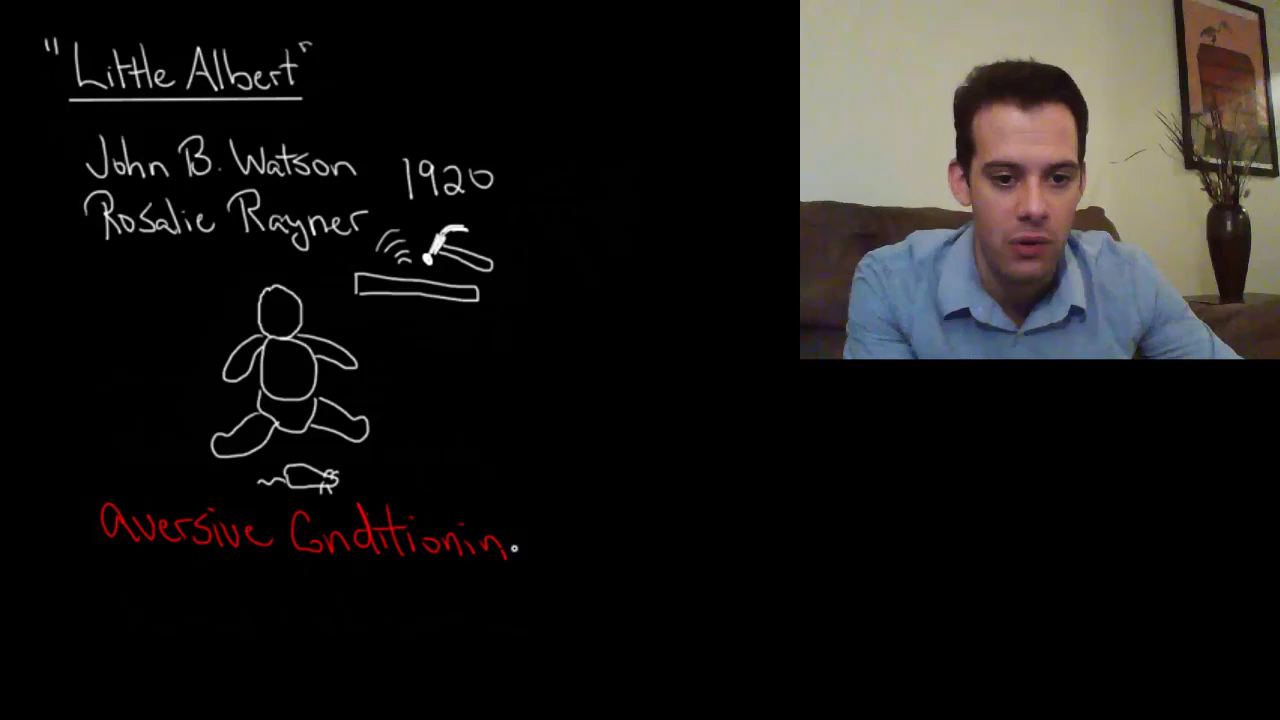 "Little Albert"
John B. Watson
1920
Rosalie Rayner
Aversive Conditionin